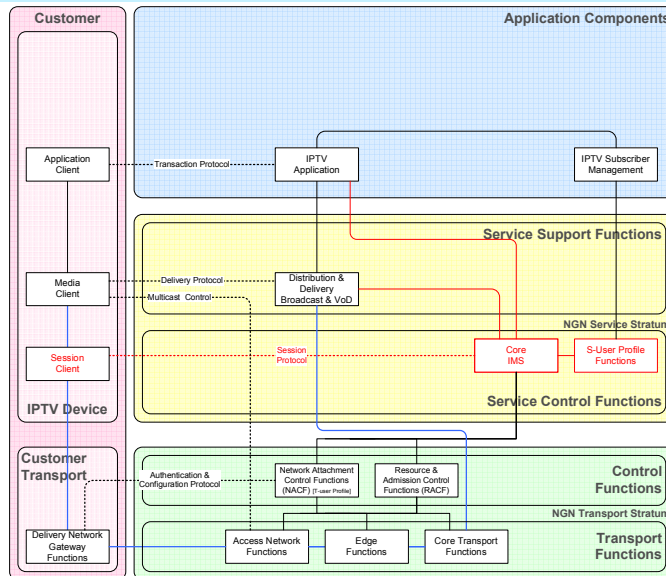 Customer
Application Components
Application
Client
Transaction Protocol
IPTV
Application
IPTV Subscriber
Management
Service Support Functions
Media
Client
Delivery Protocol
Multicast Control
Distribution &
Delivery
Broadcast & VoD
NGN Service Stratum
Session
Client
Session
Protocol
Core
IMS
S-User Profile
Functions
IPTV Device
Service Control Functions
Customer
Transport
Authentication &
Configuration Protocol
Network Attachment
Control Functions
(NACF) [T-user Profile]
Resource &
Admission Control
Functions (RACF)
Control
Functions
NGN Transport Stratum
Delivery Network
Gateway
Functions
Access Network
Functions
Edge
Functions
Core Transport
Functions
Transport
Functions